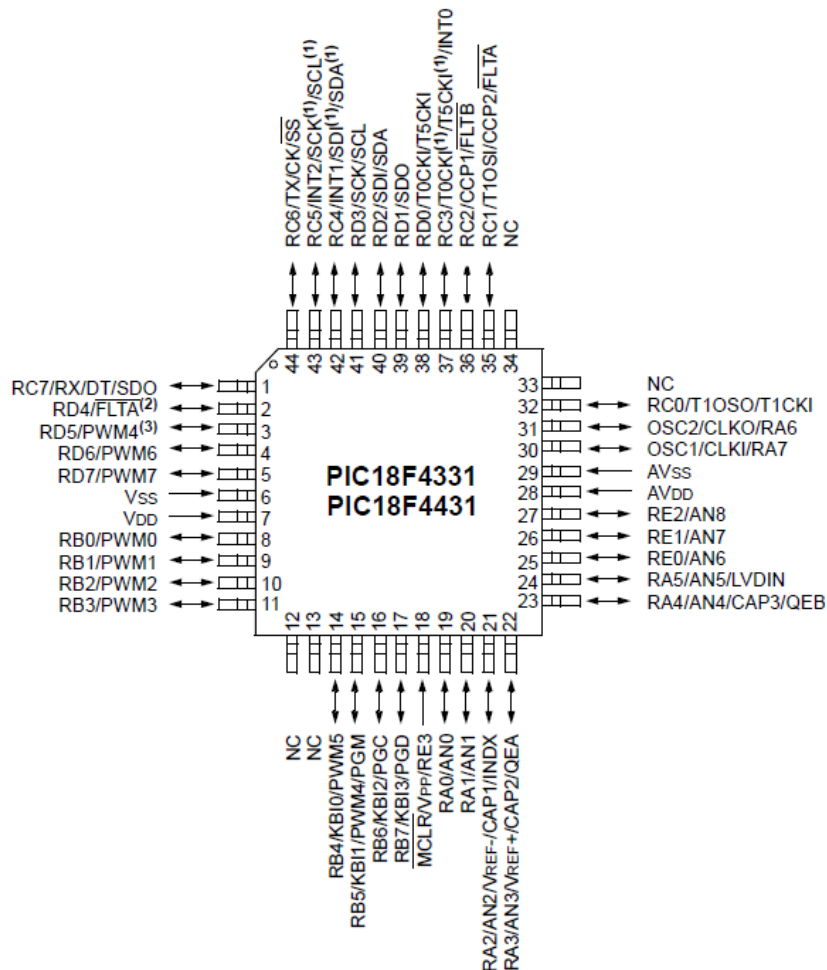 RC6/TX/CK/SS
RC5/INT2/SCK(1)/SCL(1)
RC4/INT1/SDI(1)/SDA(1)
RD3/SCK/SCL
RD2/SDI/SDA
RD1/SDO
RD0/T0CKI/T5CKI
RC3/T0CKI(1)/T5CKI(1)/INT0
RC2/CCP1/FLTB
RC1/T1OSI/CCP2/FLTA
NC
44 43 42 41 40 39 38 37 36 35 34
RC7/RX/DT/SDO 1
RD4/FLTA(2) 2
RD5/PWM4(3) 3
RD6/PWM6 4
RD7/PWM7 5
VSS 6
VDD 7
RB0/PWM0 8
RB1/PWM1 9
RB2/PWM2 10
RB3/PWM3 11
PIC18F4331
PIC18F4431
33 NC
32 RC0/T1OSO/T1CKI
31 OSC2/CLKO/RA6
30 OSC1/CLKI/RA7
29 AVSS
28 AVDD
27 RE2/AN8
26 RE1/AN7
25 RE0/AN6
24 RA5/AN5/LVDIN
23 RA4/AN4/CAP3/QEB
12 13 14 15 16 17 18 19 20 21 22
NC
NC
RB4/KBI0/PWM5
RB5/KBI1/PWM4/PGM
RB6/KBI2/PGC
RB7/KBI3/PGD
MCLR/VPP/RE3
RA0/AN0
RA1/AN1
RA2/AN2/VREF-/CAP1/INDX
RA3/AN3/VREF+/CAP2/QEA